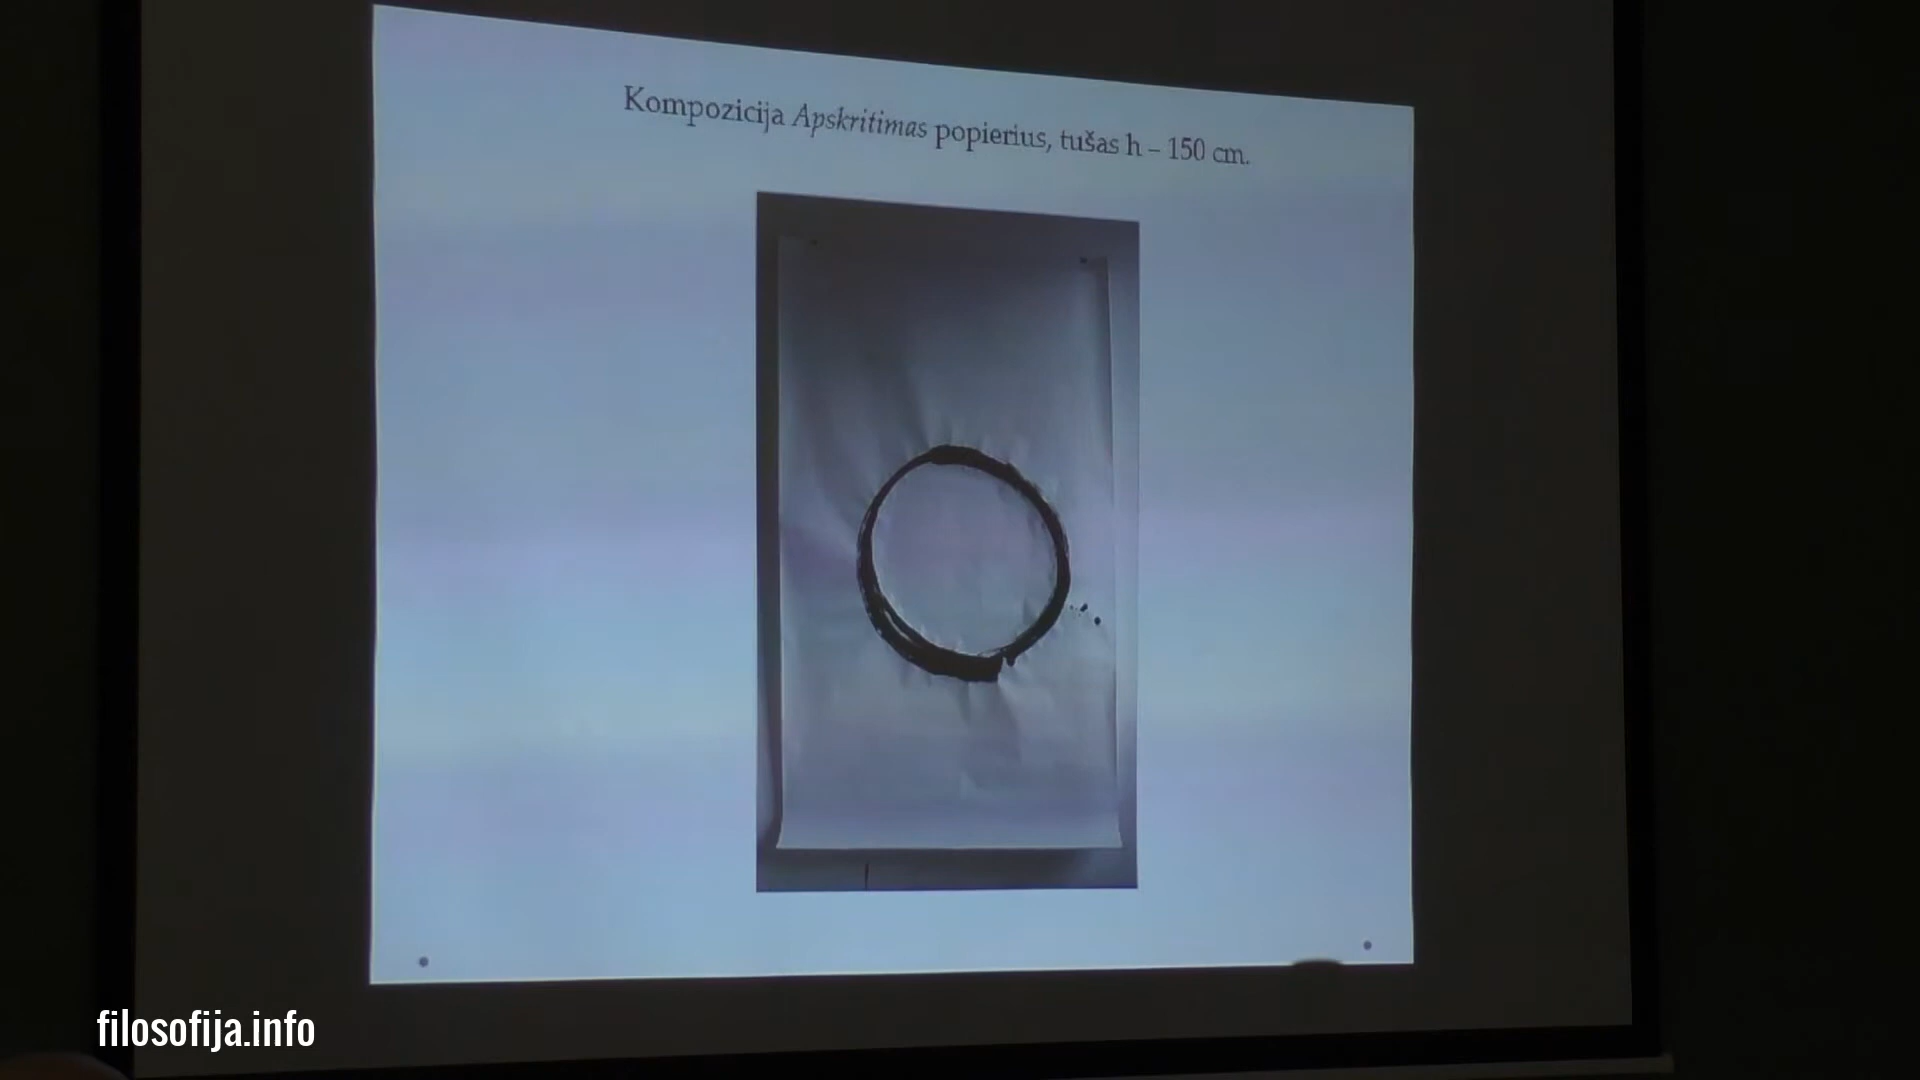 Kompozicija Apskritimas popierius, tušas h – 150 cm.
filosofija.info